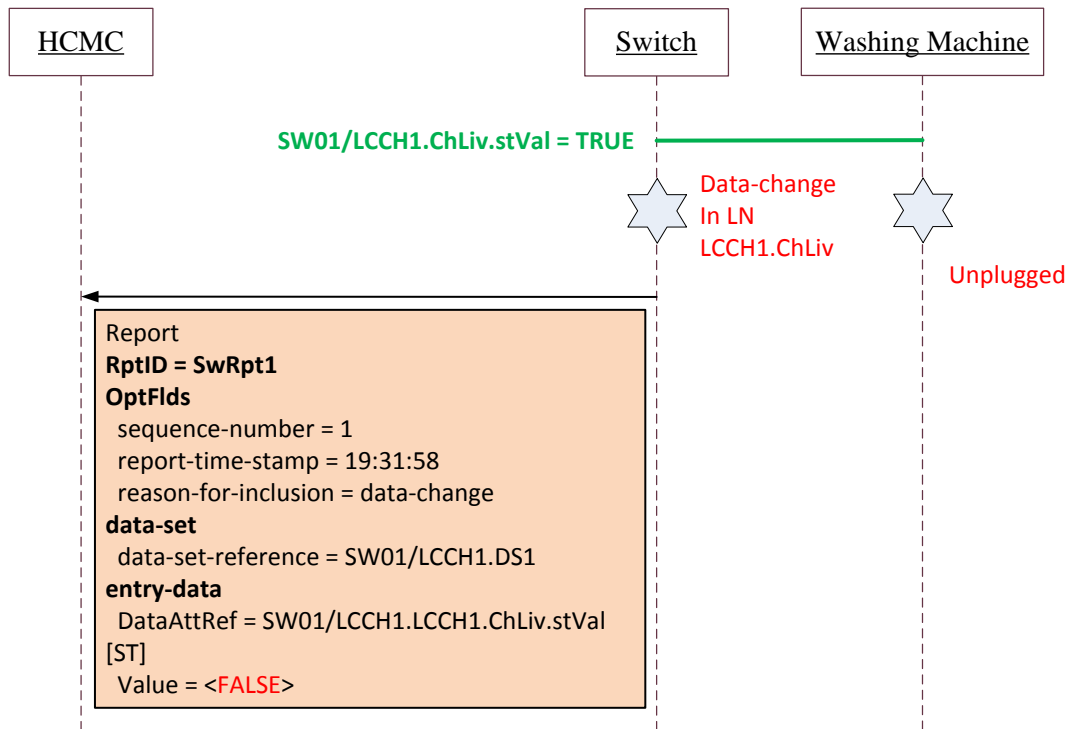 HCMC
Switch
Washing Machine
SW01/LCCH1.ChLiv.stVal = TRUE
Data-change
In LN
LCCH1.ChLiv
Unplugged
Report
RptID = SwRpt1
OptFlds
sequence-number = 1
report-time-stamp = 19:31:58
reason-for-inclusion = data-change
data-set
data-set-reference = SW01/LCCH1.DS1
entry-data
DataAttRef = SW01/LCCH1.LCCH1.ChLiv.stVal
[ST]
Value = <FALSE>